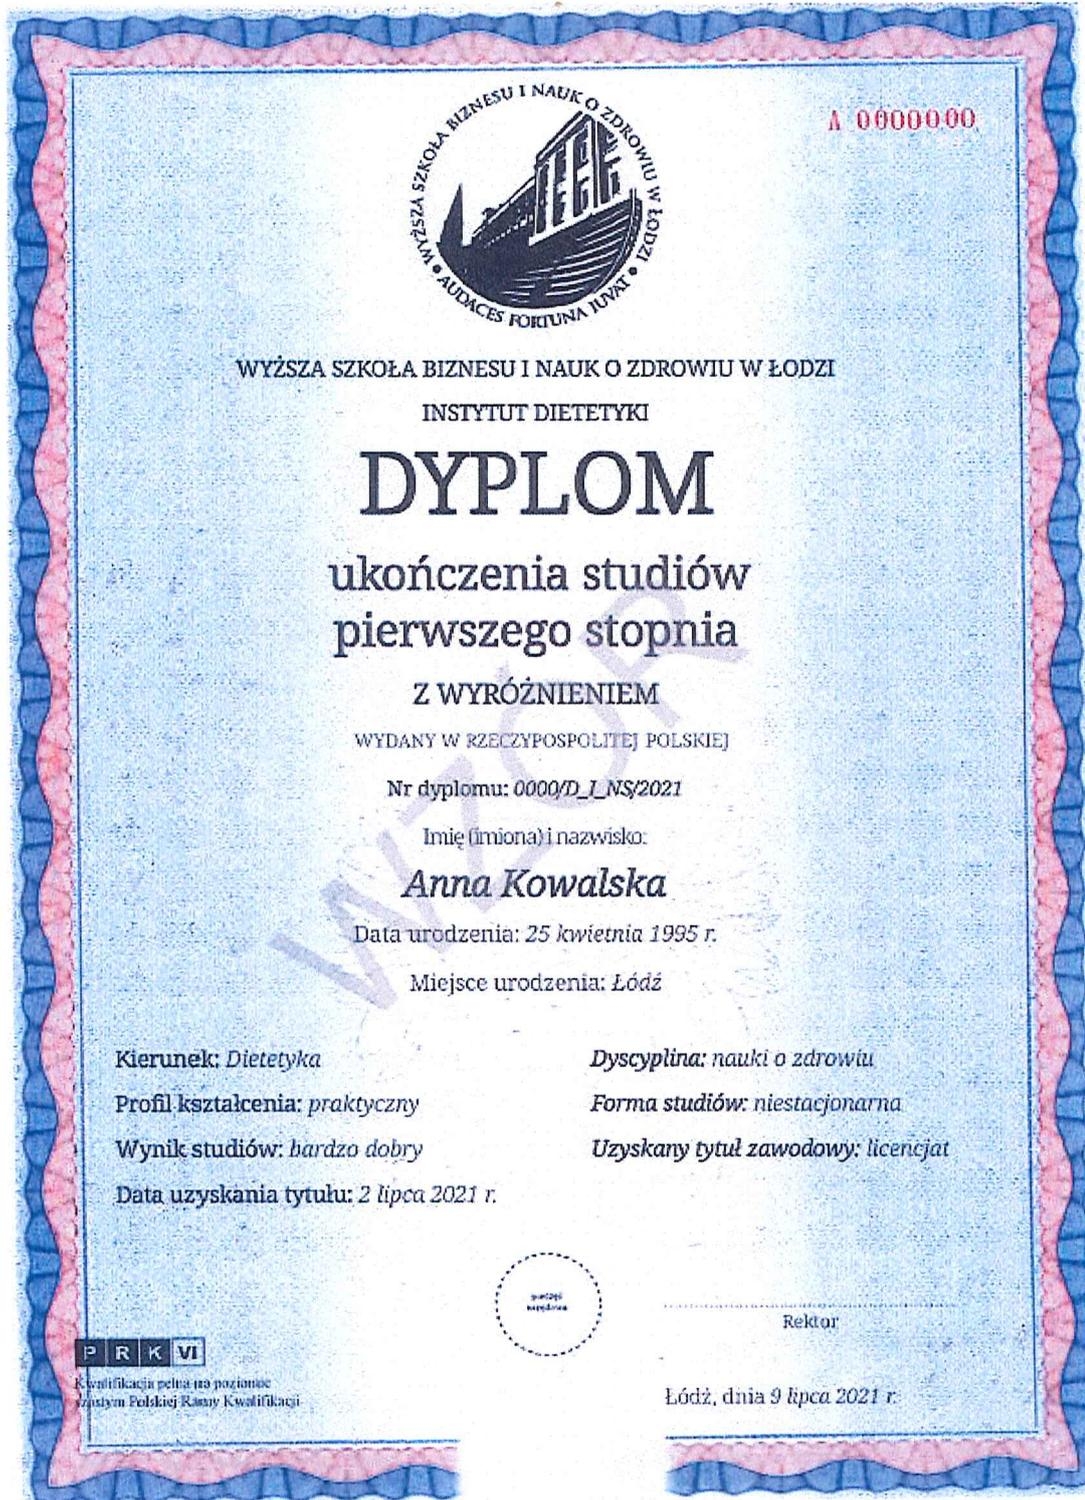 WYŻSZA SZKOŁA BIZNESU I NAUK O ZDROWIU W ŁODZI
• AUDACES FORTUNA IUVAT •
A 0000000
WYŻSZA SZKOŁA BIZNESU I NAUK O ZDROWIU W ŁODZI
INSTYTUT DIETETYKI
DYPLOM
ukończenia studiów
pierwszego stopnia
Z WYRÓŻNIENIEM
WYDANY W RZECZYPOSPOLITEJ POLSKIEJ
Nr dyplomu: 0000/D_I_NS/2021
Imię (imiona) i nazwisko:
Anna Kowalska
Data urodzenia: 25 kwietnia 1995 r.
Miejsce urodzenia: Łódź
WZÓR
Kierunek: Dietetyka
Profil kształcenia: praktyczny
Wynik studiów: bardzo dobry
Data uzyskania tytułu: 2 lipca 2021 r.
Dyscyplina: nauki o zdrowiu
Forma studiów: niestacjonarna
Uzyskany tytuł zawodowy: licencjat
pieczęć
urzędowa
Rektor
PRK VI
Kwalifikacja pełna na poziomie
szóstym Polskiej Ramy Kwalifikacji
Łódź, dnia 9 lipca 2021 r.